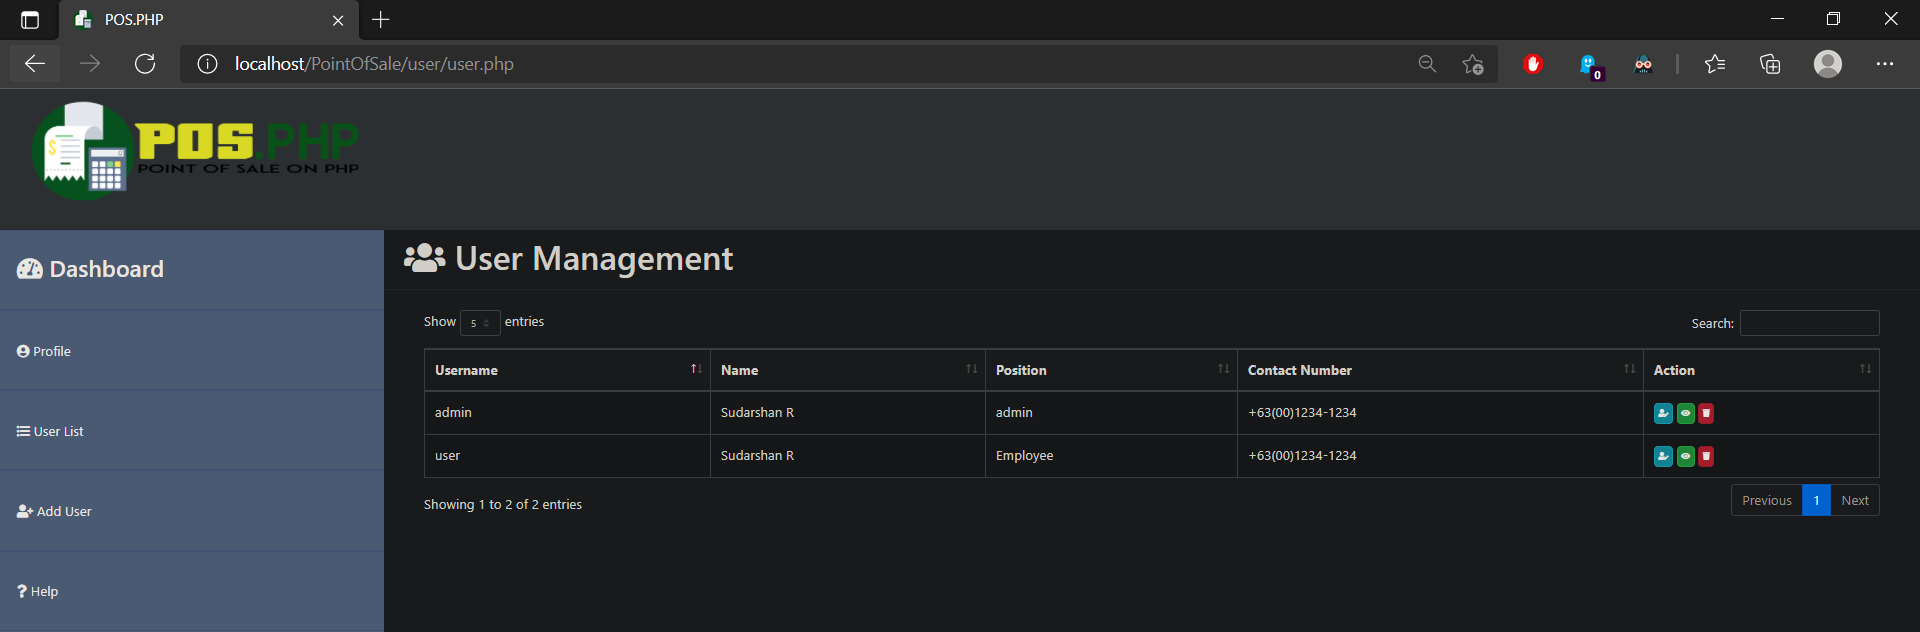 POS.PHP
localhost/PointOfSale/user/user.php
0
POS.PHP
POINT OF SALE ON PHP
Dashboard
Profile
User List
Add User
Help
User Management
Show 5 entries
Search:
Username Name Position Contact Number Action
admin Sudarshan R admin +63(00)1234-1234
user Sudarshan R Employee +63(00)1234-1234
Showing 1 to 2 of 2 entries
Previous 1 Next